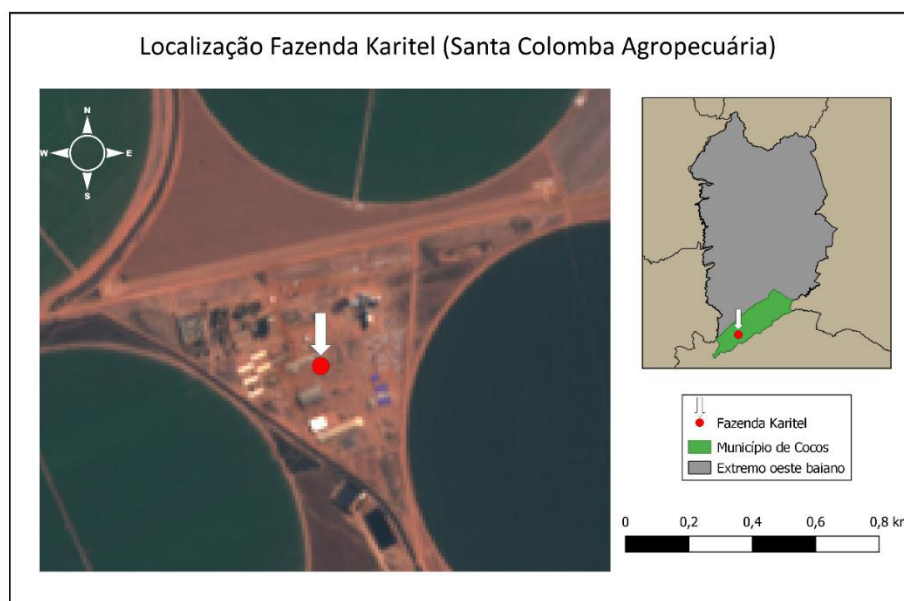 Localização Fazenda Karitel (Santa Colomba Agropecuária)
N
W E
S
Fazenda Karitel
Município de Cocos
Extremo oeste baiano
0 0,2 0,4 0,6 0,8 km